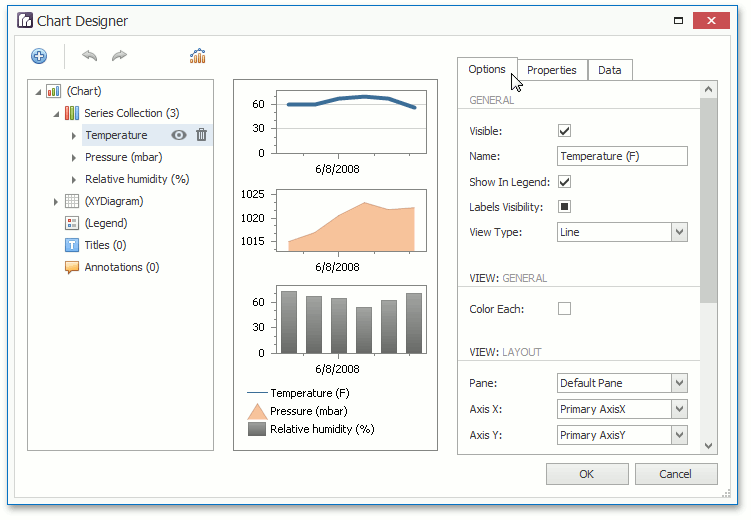 Chart Designer
(Chart)
Series Collection (3)
Temperature
Pressure (mbar)
Relative humidity (%)
(XYDiagram)
(Legend)
Titles (0)
Annotations (0)
60
30
0
6/8/2008
1025
1020
1015
6/8/2008
60
30
0
6/8/2008
Temperature (F)
Pressure (mbar)
Relative humidity (%)
Options Properties Data
GENERAL
Visible:
Name: Temperature (F)
Show In Legend:
Labels Visibility:
View Type: Line
VIEW: GENERAL
Color Each:
VIEW: LAYOUT
Pane: Default Pane
Axis X: Primary AxisX
Axis Y: Primary AxisY
OK Cancel